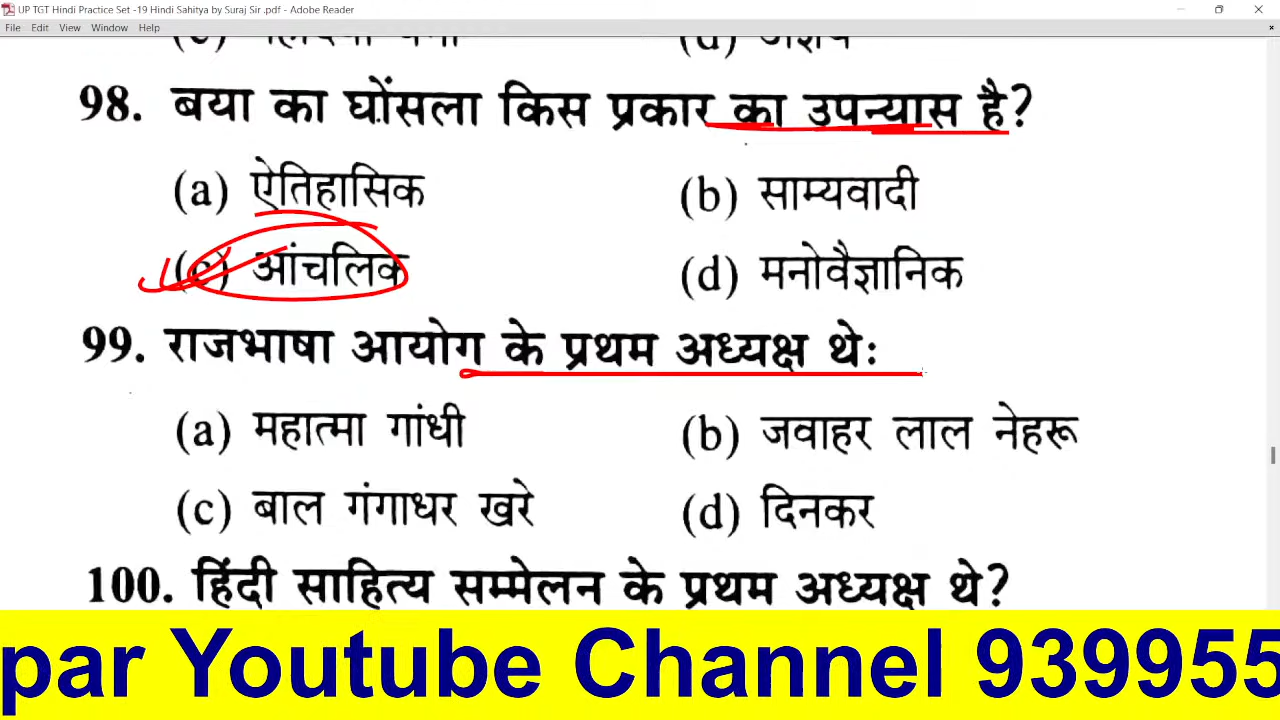 UP TGT Hindi Practice Set -19 Hindi Sahitya by Suraj Sir .pdf - Adobe Reader
File Edit View Window Help
(d) अज्ञेय
98. बया का घोंसला किस प्रकार का उपन्यास है?
(a) ऐतिहासिक (b) साम्यवादी
(c) आंचलिक (d) मनोवैज्ञानिक
99. राजभाषा आयोग के प्रथम अध्यक्ष थे:
(a) महात्मा गांधी (b) जवाहर लाल नेहरू
(c) बाल गंगाधर खरे (d) दिनकर
100. हिंदी साहित्य सम्मेलन के प्रथम अध्यक्ष थे?
par Youtube Channel 939955